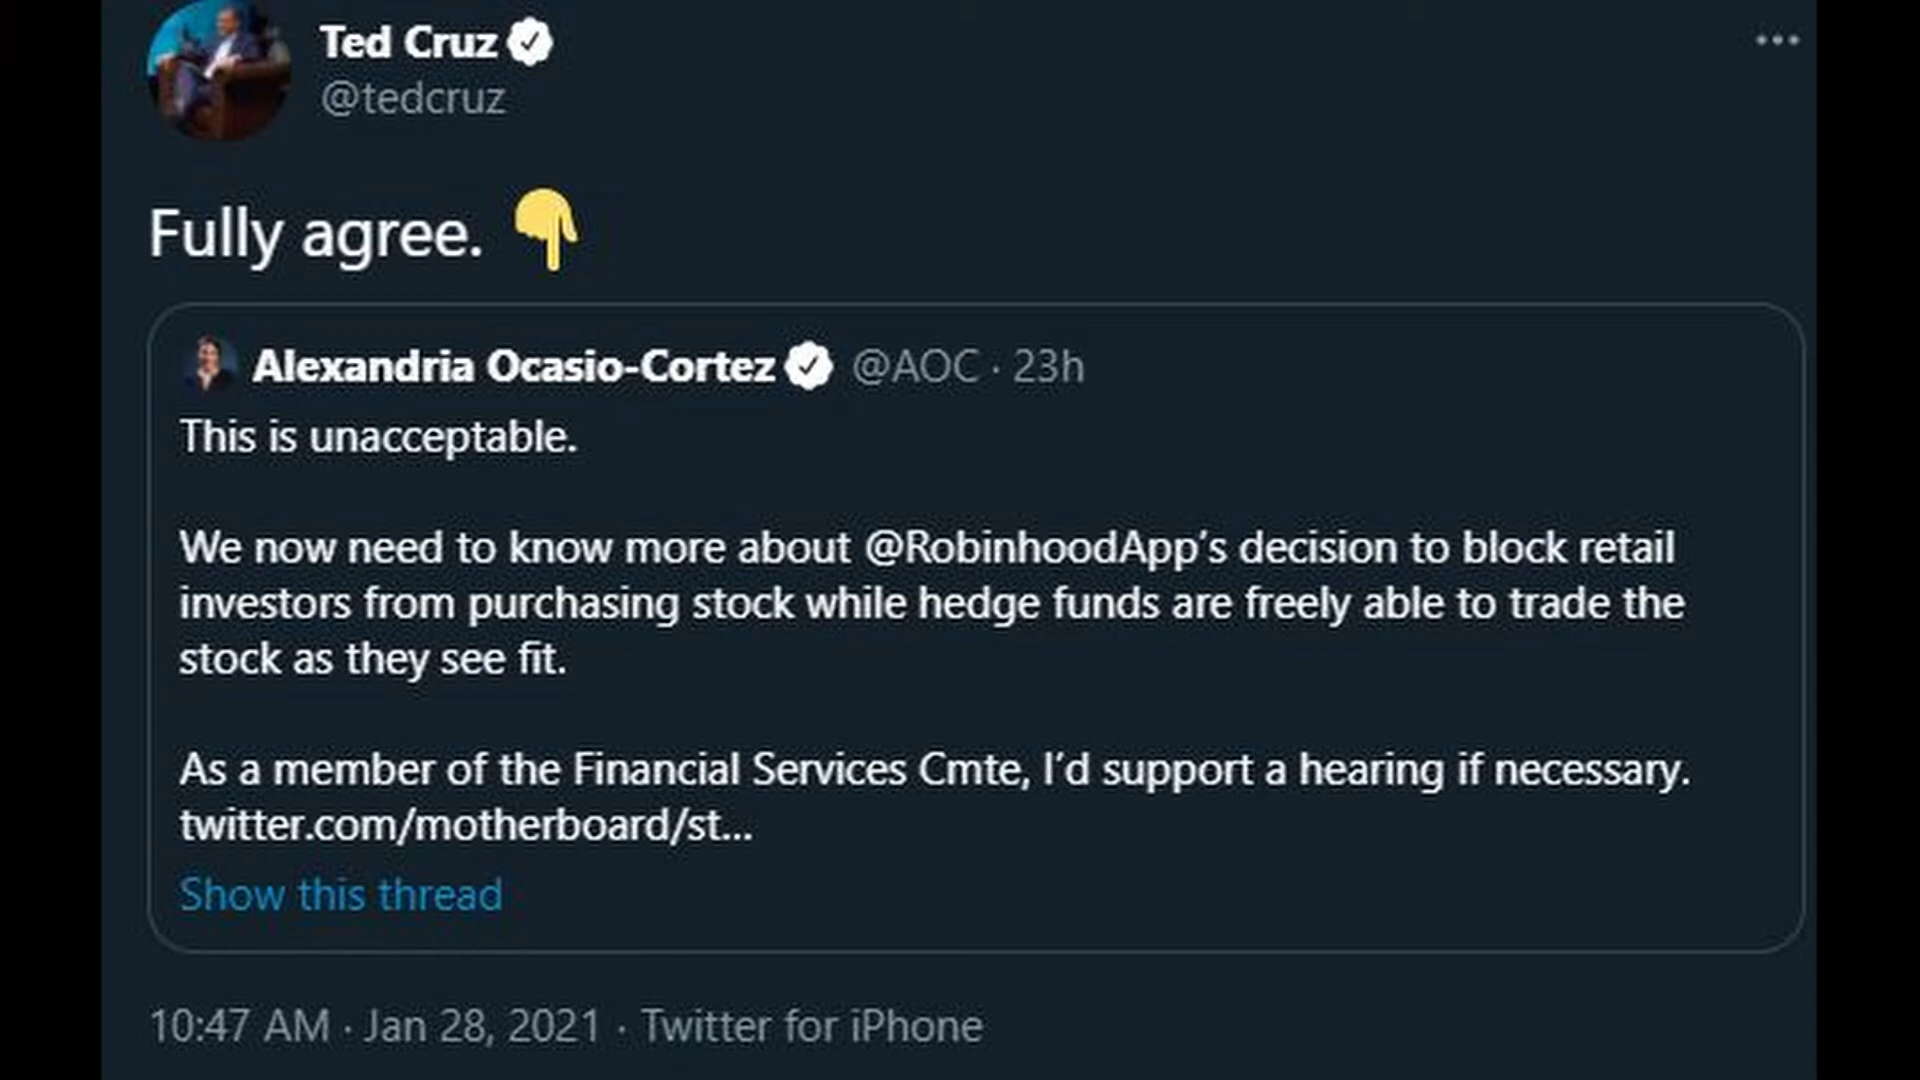 Ted Cruz
@tedcruz
Fully agree. 👇
Alexandria Ocasio-Cortez @AOC · 23h
This is unacceptable.
We now need to know more about @RobinhoodApp’s decision to block retail
investors from purchasing stock while hedge funds are freely able to trade the
stock as they see fit.
As a member of the Financial Services Cmte, I’d support a hearing if necessary.
twitter.com/motherboard/st...
Show this thread
10:47 AM · Jan 28, 2021 · Twitter for iPhone